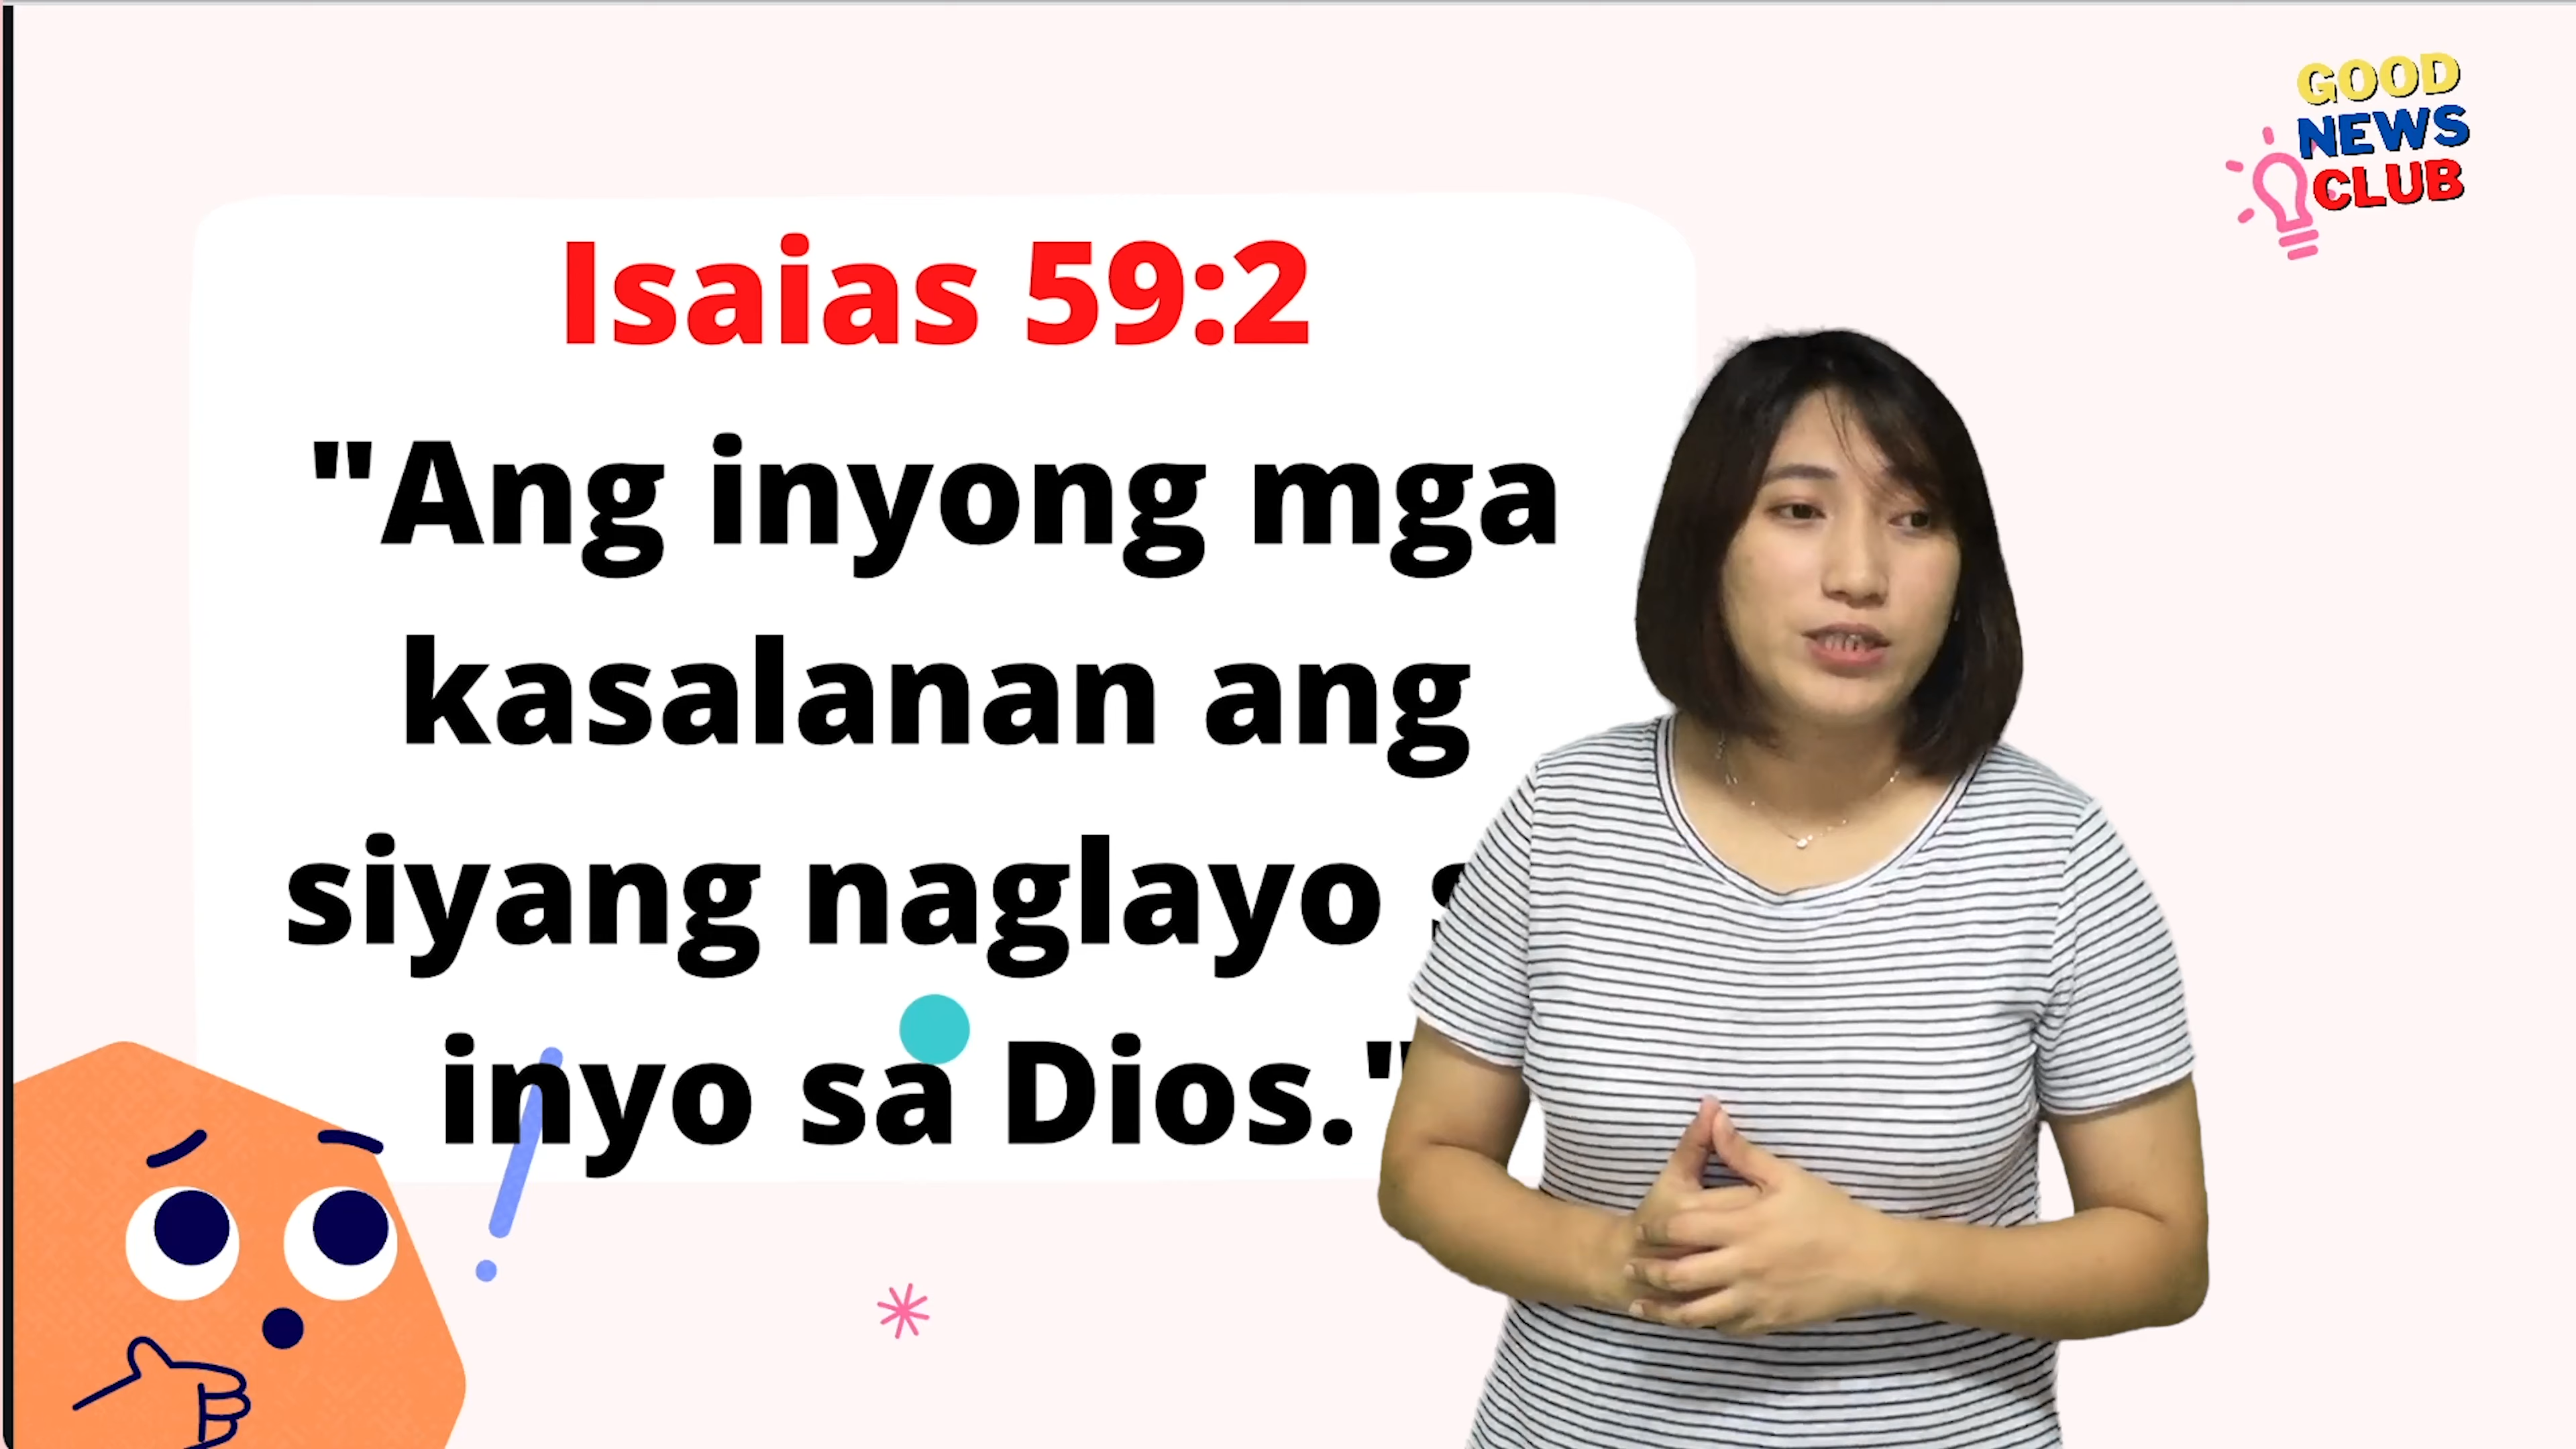 GOOD
NEWS
CLUB
Isaias 59:2
"Ang inyong mga
kasalanan ang
siyang naglayo
inyo sa Dios."